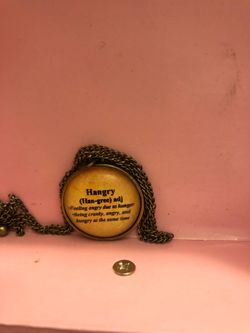 Hangry
(Han-gree) adj
-Feeling angry due to hunger
-Being cranky, angry, and
hungry at the same time